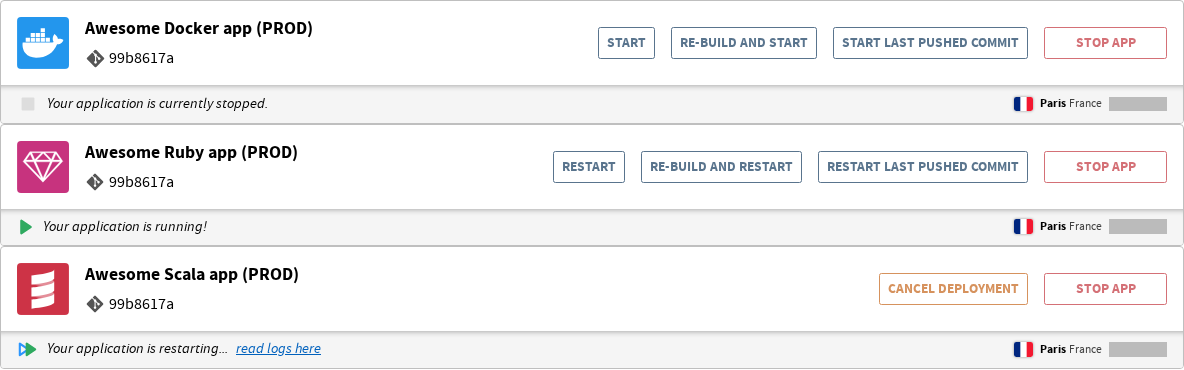 Awesome Docker app (PROD)
99b8617a
START RE-BUILD AND START START LAST PUSHED COMMIT STOP APP
Your application is currently stopped.
Paris France
Awesome Ruby app (PROD)
99b8617a
RESTART RE-BUILD AND RESTART RESTART LAST PUSHED COMMIT STOP APP
Your application is running!
Paris France
Awesome Scala app (PROD)
99b8617a
CANCEL DEPLOYMENT STOP APP
Your application is restarting... read logs here
Paris France